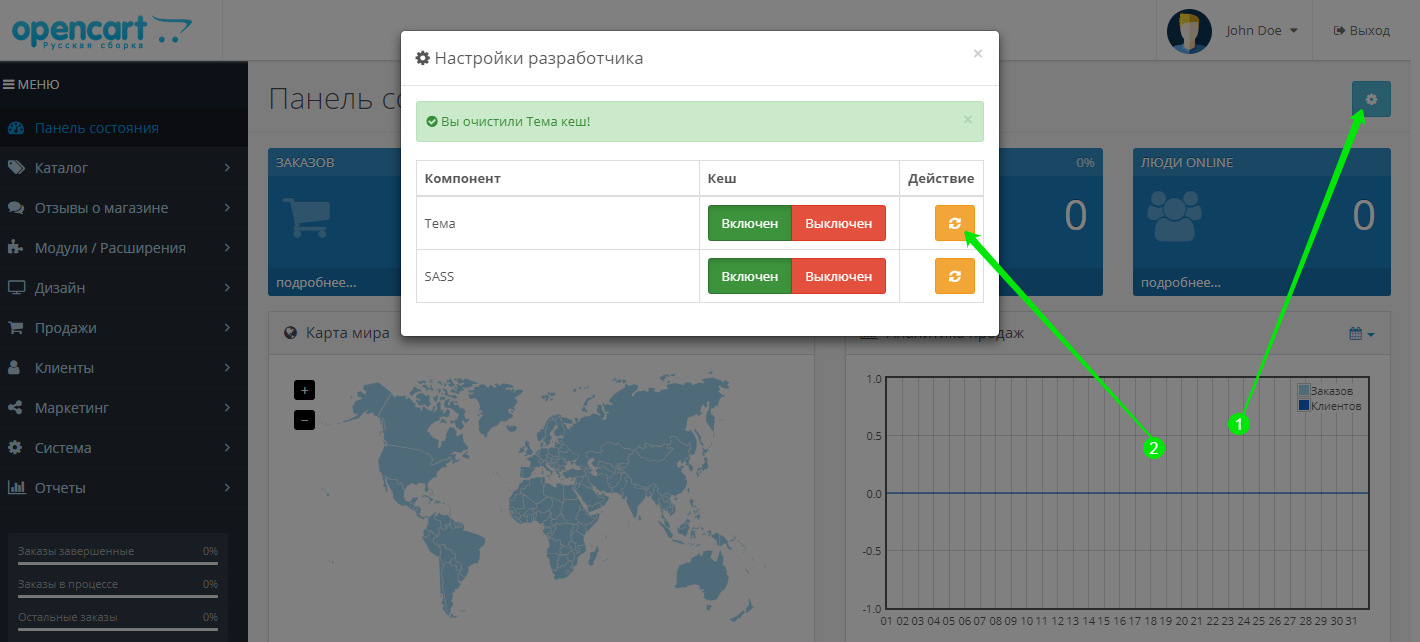 opencart
Русская сборка
John Doe
Выход
МЕНЮ
Панель состояния
Каталог
Отзывы о магазине
Модули / Расширения
Дизайн
Продажи
Клиенты
Маркетинг
Система
Отчеты
Заказы завершенные 0%
Заказы в процессе 0%
Остальные заказы 0%
Панель со
Настройки разработчика ×
Вы очистили Тема кеш! ×
Компонент Кеш Действие
Тема Включен Выключен
SASS Включен Выключен
ЗАКАЗОВ
подробнее...
0%
0
ЛЮДИ ONLINE
0
подробнее...
Карта мира
+
−
Аналитика продаж
Заказов
Клиентов
1.0
0.5
0.0
-0.5
-1.0
01 02 03 04 05 06 07 08 09 10 11 12 13 14 15 16 17 18 19 20 21 22 23 24 25 26 27 28 29 30 31
1
2